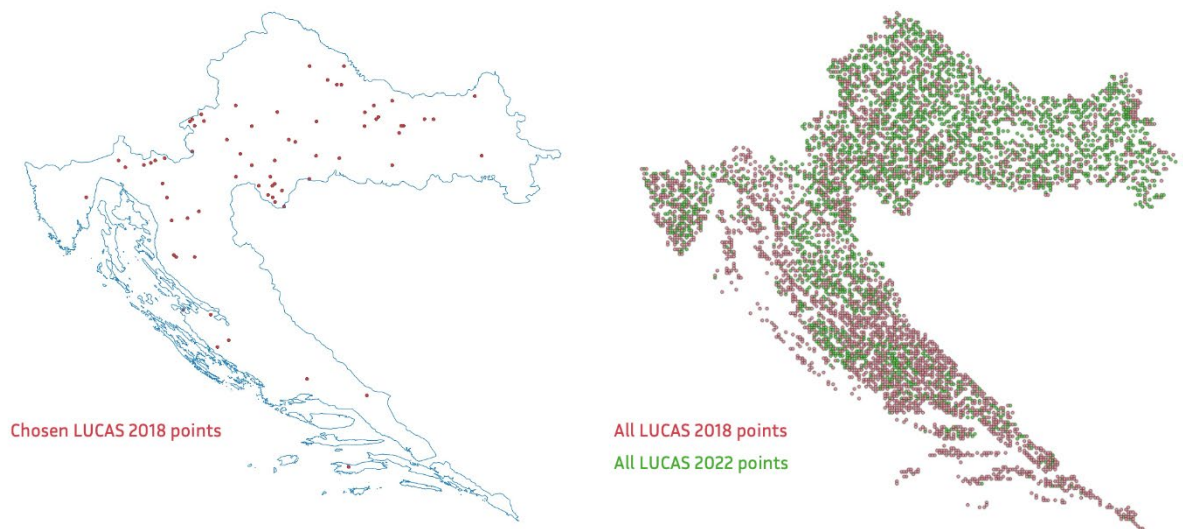 Chosen LUCAS 2018 points
All LUCAS 2018 points
All LUCAS 2022 points